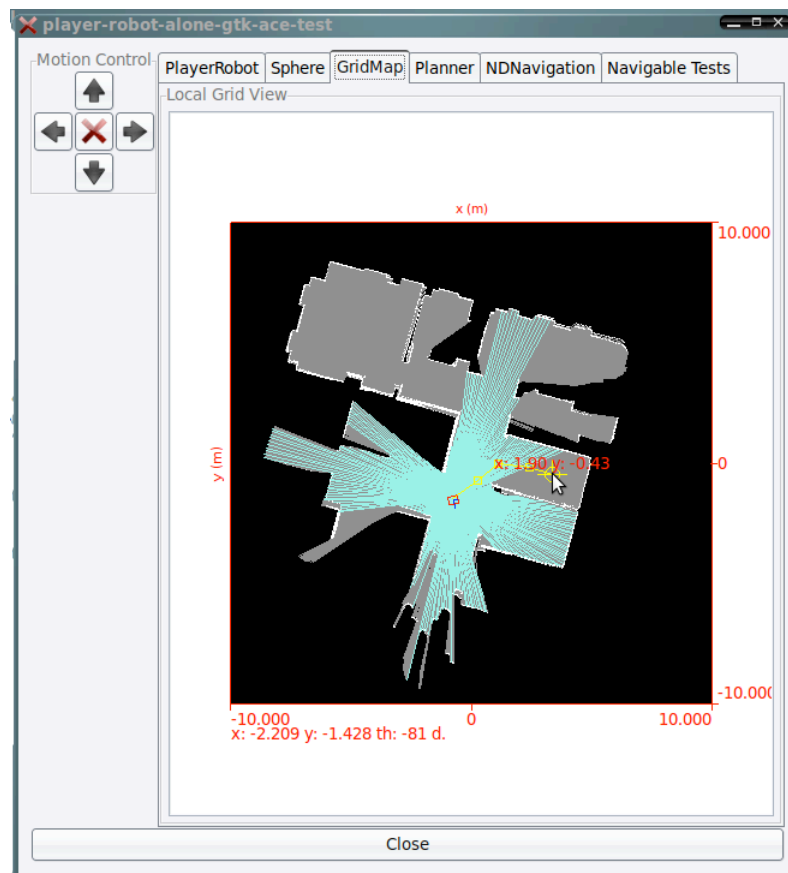 player-robot-alone-gtk-ace-test
Motion Control
PlayerRobot Sphere GridMap Planner NDNavigation Navigable Tests
Local Grid View
x (m)
10.000
y (m)
x: 1.90 y: -0.43
0
-10.000
-10.000 0 10.000
x: -2.209 y: -1.428 th: -81 d.
Close